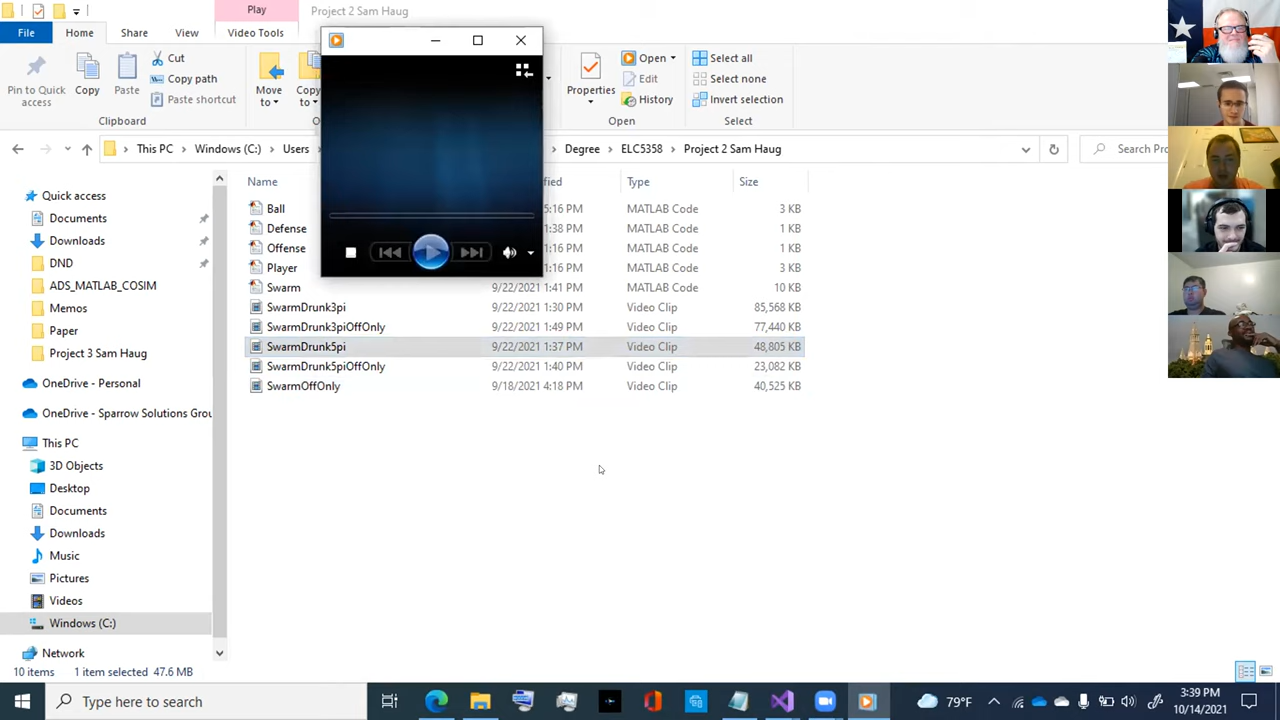 Play
Project 2 Sam Haug
File
Home
Share
View
Video Tools
Pin to Quick access
Copy
Paste
Cut
Copy path
Paste shortcut
Clipboard
Move to
Copy to
Properties
Open
Edit
History
Open
Select all
Select none
Invert selection
Select
This PC > Windows (C:) > Users > Degree > ELC5358 > Project 2 Sam Haug
Search Pro
Name Type Size
Ball 5:16 PM MATLAB Code 3 KB
Defense 1:38 PM MATLAB Code 1 KB
Offense 1:16 PM MATLAB Code 1 KB
Player 1:16 PM MATLAB Code 3 KB
Swarm 9/22/2021 1:41 PM MATLAB Code 10 KB
SwarmDrunk3pi 9/22/2021 1:30 PM Video Clip 85,568 KB
SwarmDrunk3piOffOnly 9/22/2021 1:49 PM Video Clip 77,440 KB
SwarmDrunk5pi 9/22/2021 1:37 PM Video Clip 48,805 KB
SwarmDrunk5piOffOnly 9/22/2021 1:40 PM Video Clip 23,082 KB
SwarmOffOnly 9/18/2021 4:18 PM Video Clip 40,525 KB
Quick access
Documents
Downloads
DND
ADS_MATLAB_COSIM
Memos
Paper
Project 3 Sam Haug
OneDrive - Personal
OneDrive - Sparrow Solutions Grou
This PC
3D Objects
Desktop
Documents
Downloads
Music
Pictures
Videos
Windows (C:)
Network
10 items 1 item selected 47.6 MB
Type here to search
79°F
3:39 PM
10/14/2021